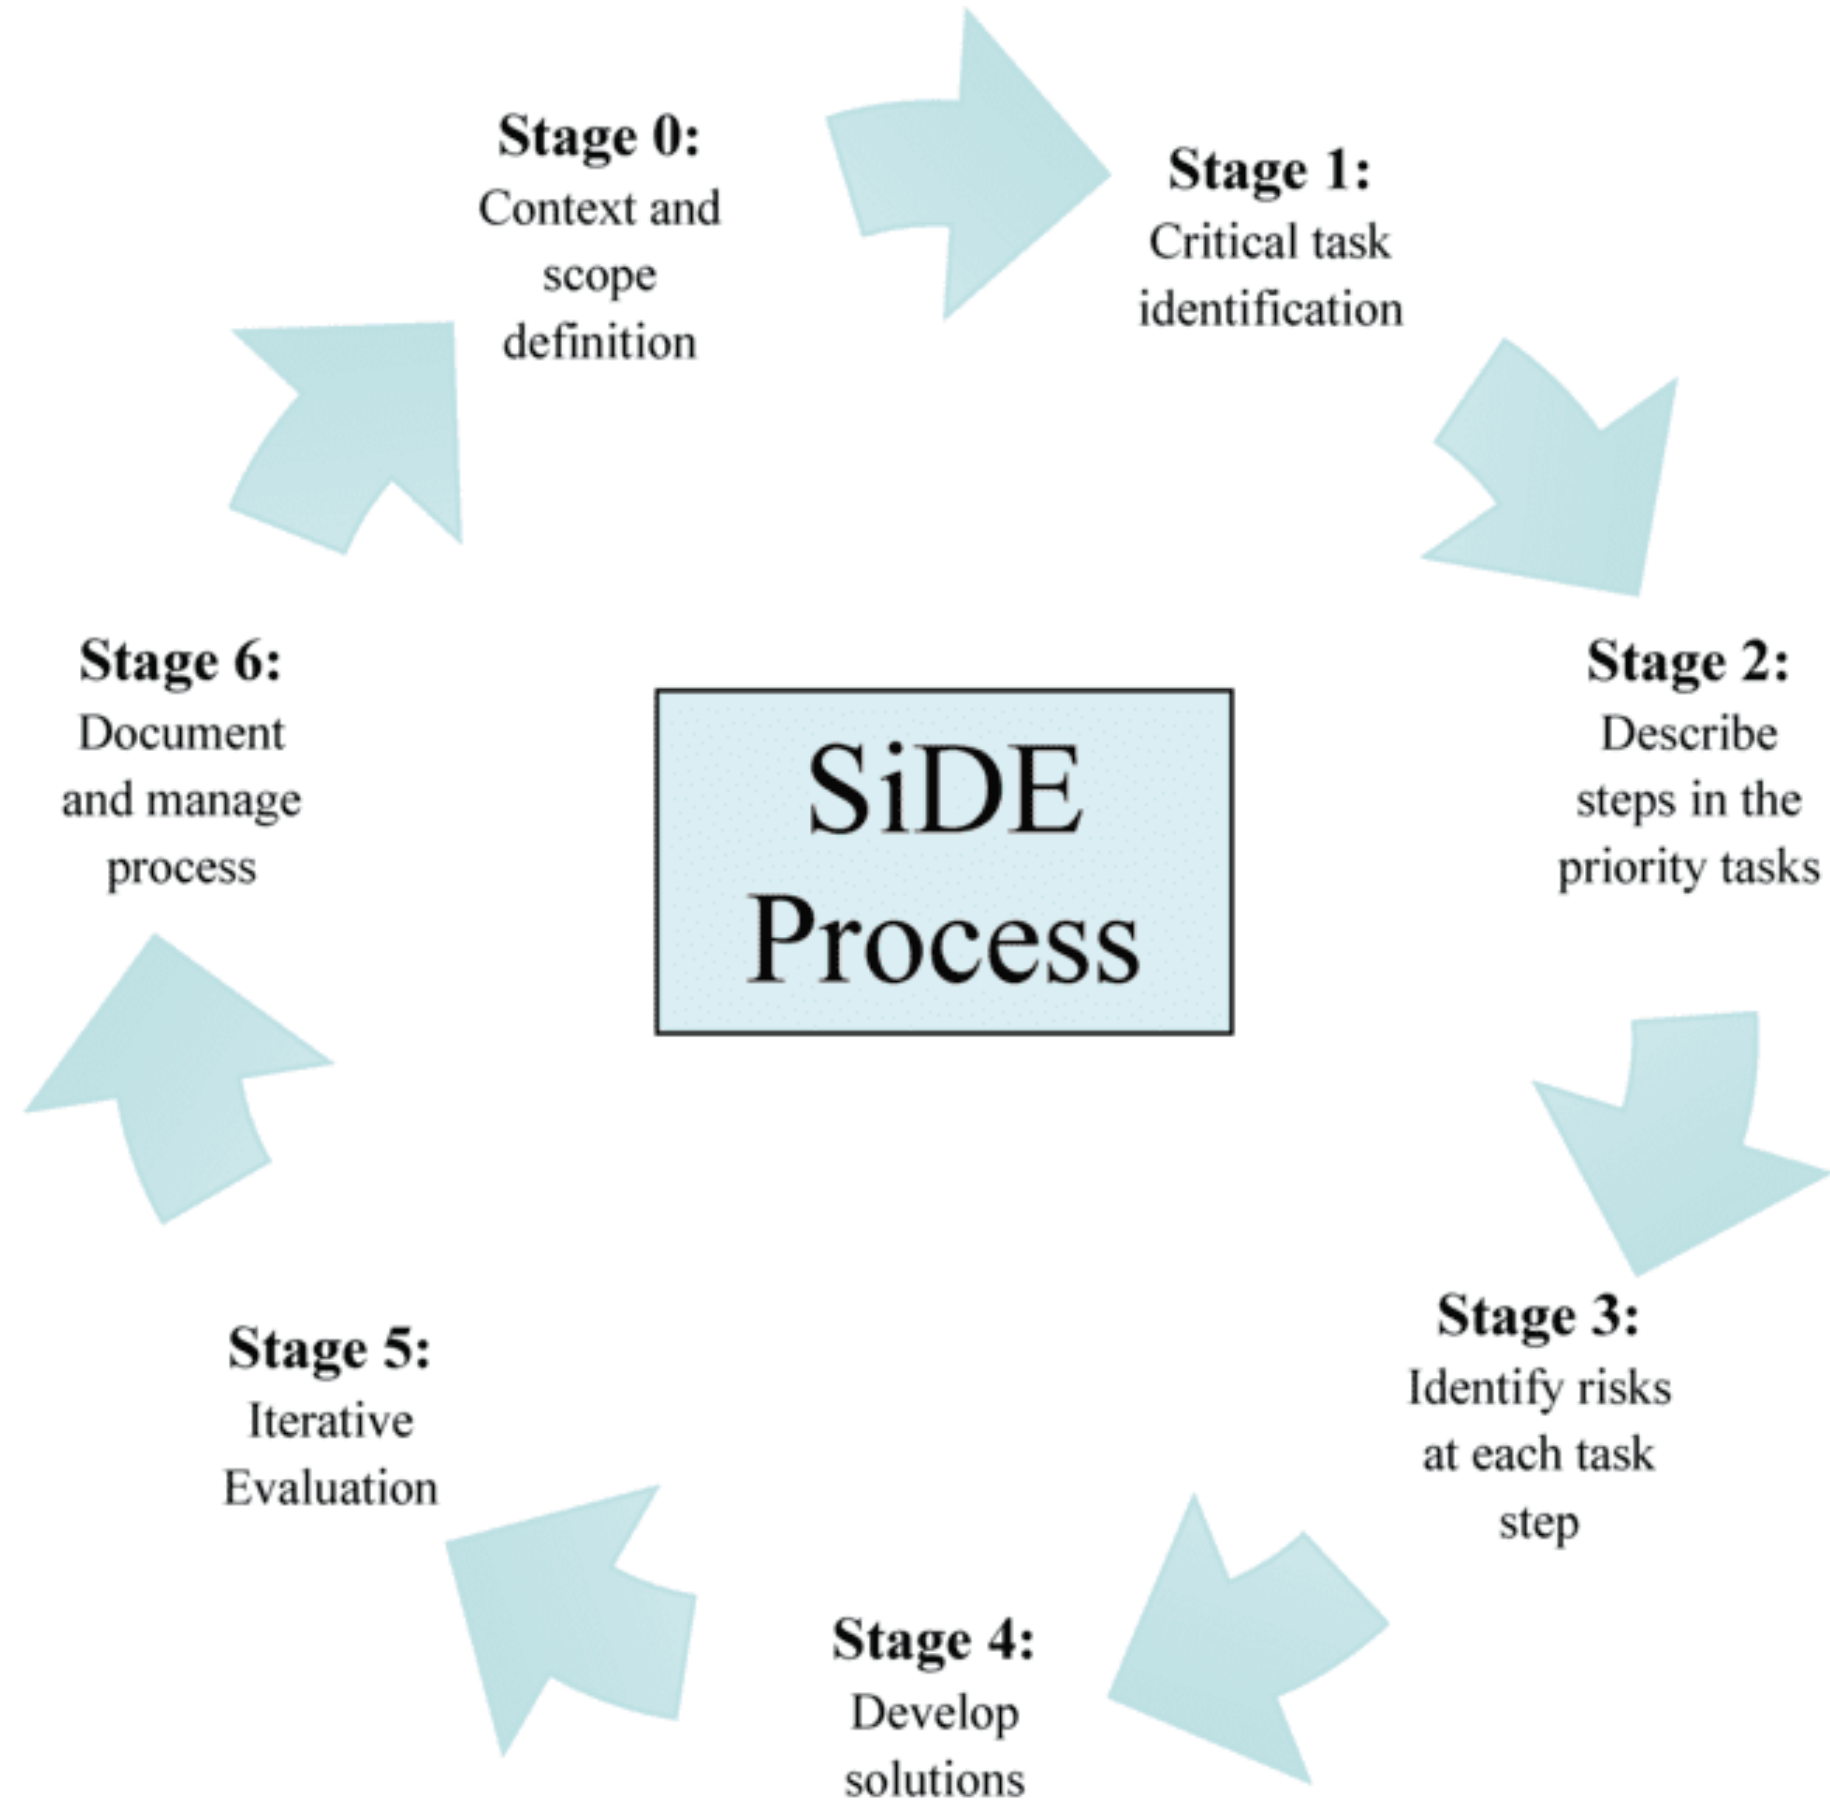 Stage 0:
Context and
scope
definition
Stage 1:
Critical task
identification
Stage 2:
Describe
steps in the
priority tasks
Stage 3:
Identify risks
at each task
step
Stage 4:
Develop
solutions
Stage 5:
Iterative
Evaluation
Stage 6:
Document
and manage
process
SiDE
Process